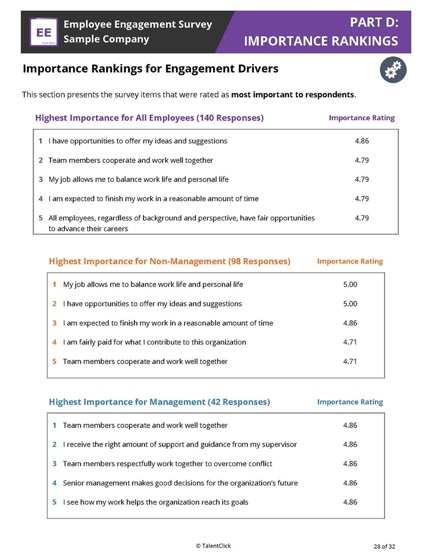 EE
Employee Engagement Survey
Sample Company
PART D:
IMPORTANCE RANKINGS
Importance Rankings for Engagement Drivers
This section presents the survey items that were rated as most important to respondents.
Highest Importance for All Employees (140 Responses) Importance Rating
1 I have opportunities to offer my ideas and suggestions 4.86
2 Team members cooperate and work well together 4.79
3 My job allows me to balance work life and personal life 4.79
4 I am expected to finish my work in a reasonable amount of time 4.79
5 All employees, regardless of background and perspective, have fair opportunities 4.79
to advance their careers
Highest Importance for Non-Management (98 Responses) Importance Rating
1 My job allows me to balance work life and personal life 5.00
2 I have opportunities to offer my ideas and suggestions 5.00
3 I am expected to finish my work in a reasonable amount of time 4.86
4 I am fairly paid for what I contribute to this organization 4.71
5 Team members cooperate and work well together 4.71
Highest Importance for Management (42 Responses) Importance Rating
1 Team members cooperate and work well together 4.86
2 I receive the right amount of support and guidance from my supervisor 4.86
3 Team members respectfully work together to overcome conflict 4.86
4 Senior management makes good decisions for the organization's future 4.86
5 I see how my work helps the organization reach its goals 4.86
© TalentClick
28 of 32